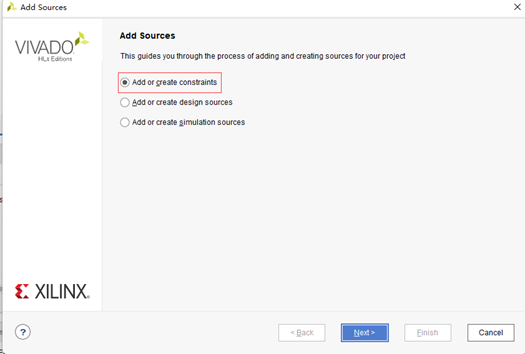 Add Sources
VIVADO
HLx Editions
Add Sources
This guides you through the process of adding and creating sources for your project
Add or create constraints
Add or create design sources
Add or create simulation sources
XILINX
?
< Back
Next >
Finish
Cancel